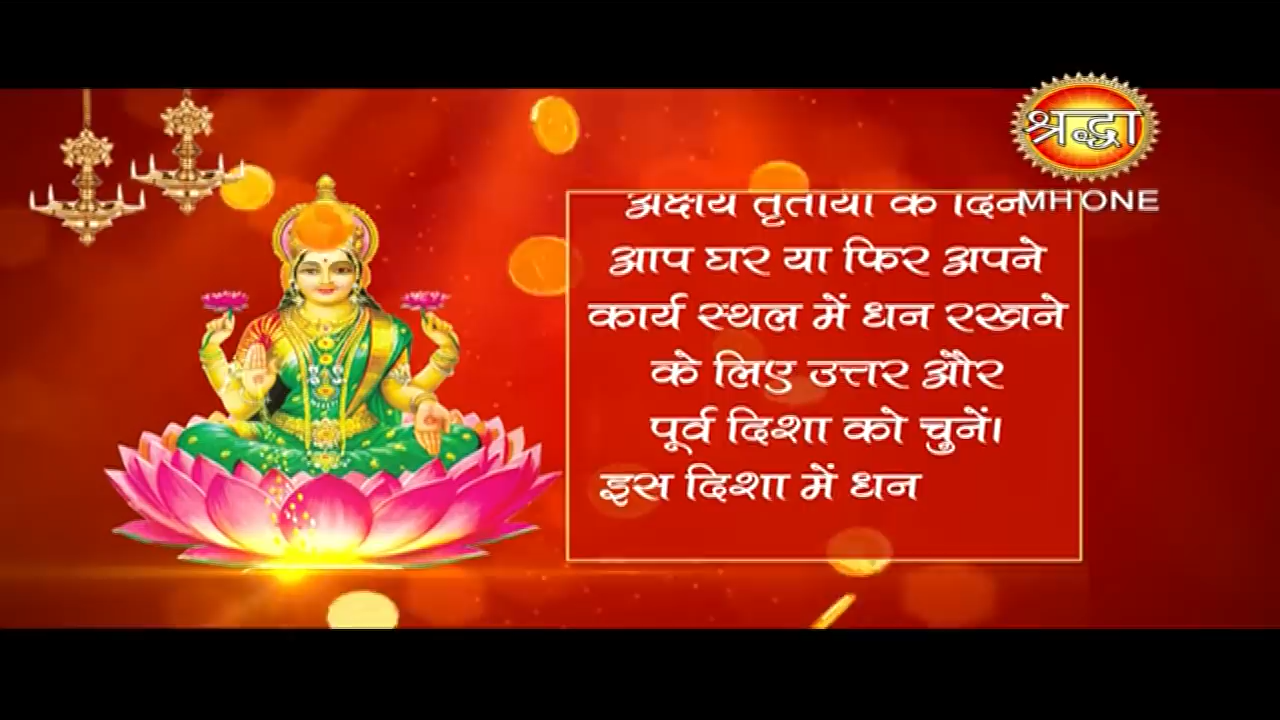 श्रद्धा
MH ONE
अक्षय तृतीया के दिन
आप घर या फिर अपने
कार्य स्थल में धन रखने
के लिए उत्तर और
पूर्व दिशा को चुनें।
इस दिशा में धन